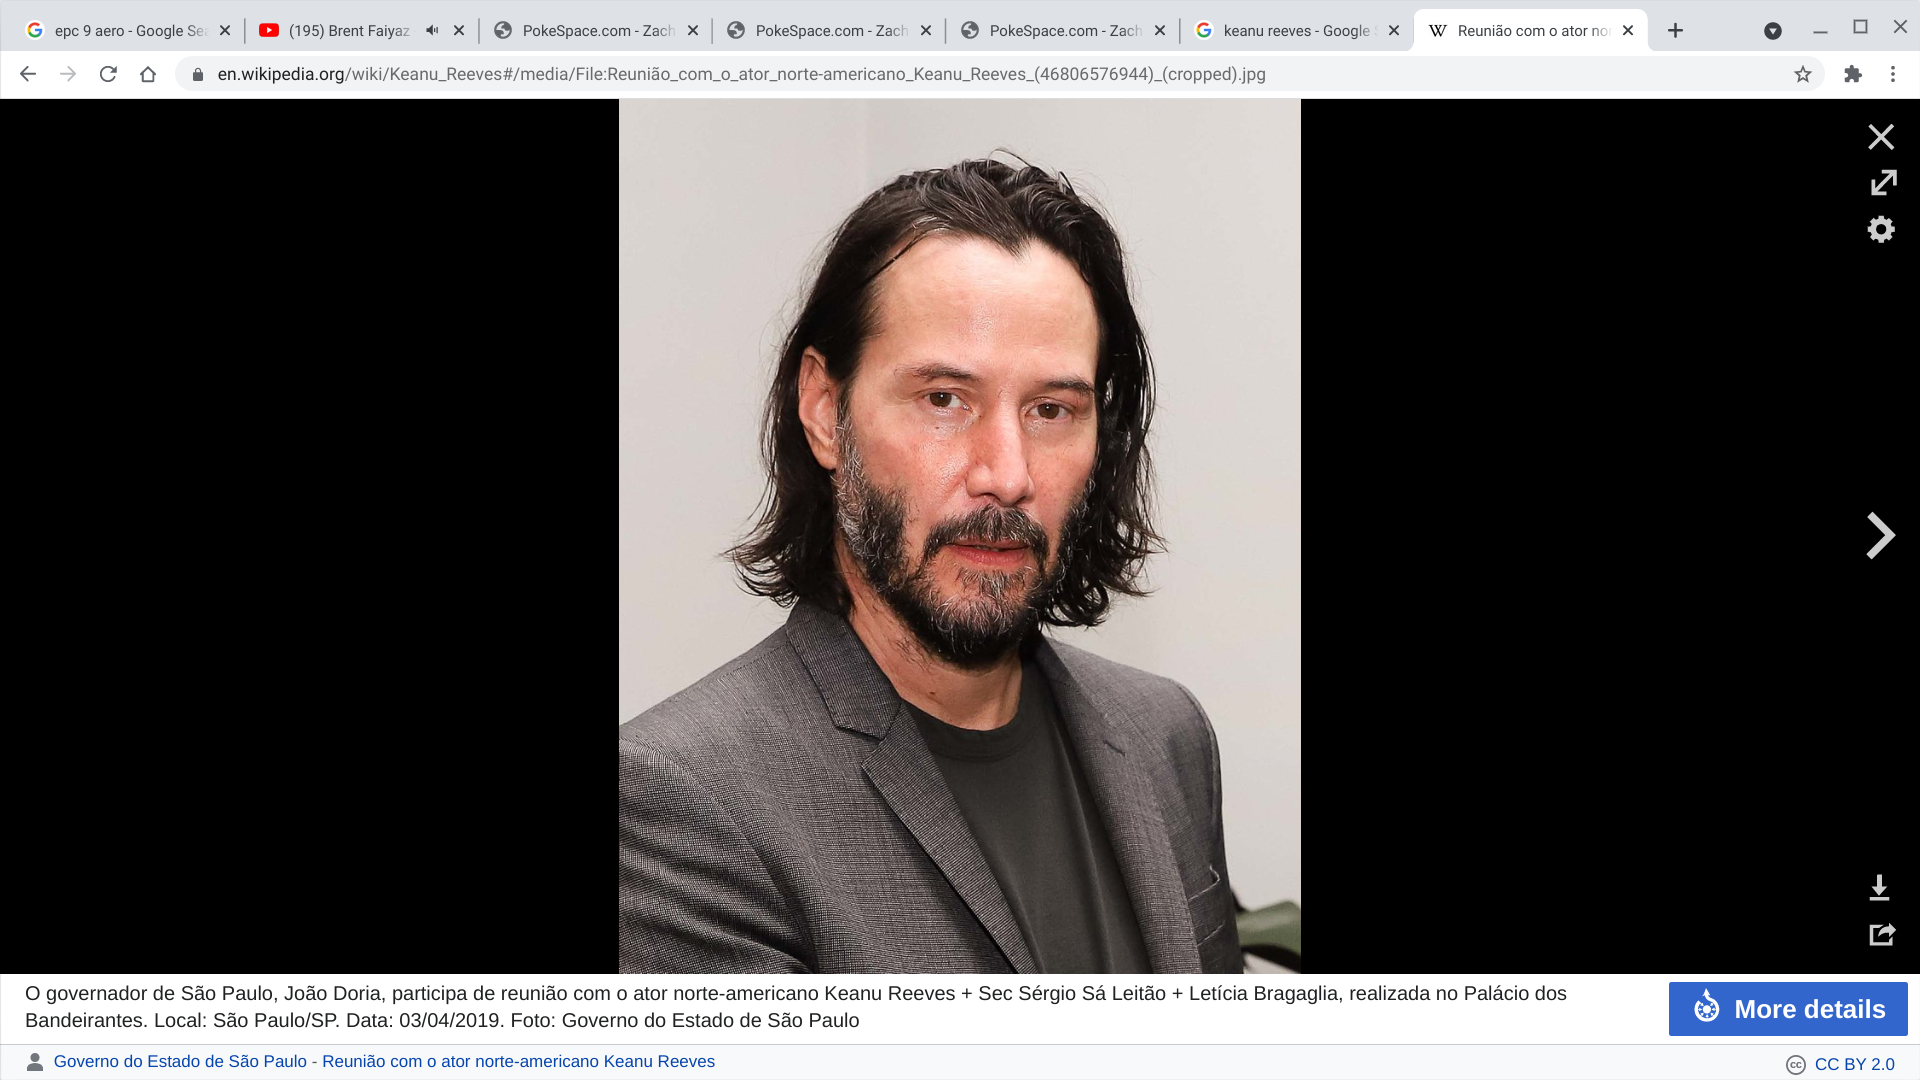 epc 9 aero - Google Se
(195) Brent Faiyaz
PokeSpace.com - Zach
PokeSpace.com - Zach
PokeSpace.com - Zach
keanu reeves - Google S
Reunião com o ator no
en.wikipedia.org/wiki/Keanu_Reeves#/media/File:Reunião_com_o_ator_norte-americano_Keanu_Reeves_(46806576944)_(cropped).jpg
O governador de São Paulo, João Doria, participa de reunião com o ator norte-americano Keanu Reeves + Sec Sérgio Sá Leitão + Letícia Bragaglia, realizada no Palácio dos
Bandeirantes. Local: São Paulo/SP. Data: 03/04/2019. Foto: Governo do Estado de São Paulo
More details
Governo do Estado de São Paulo - Reunião com o ator norte-americano Keanu Reeves
cc CC BY 2.0